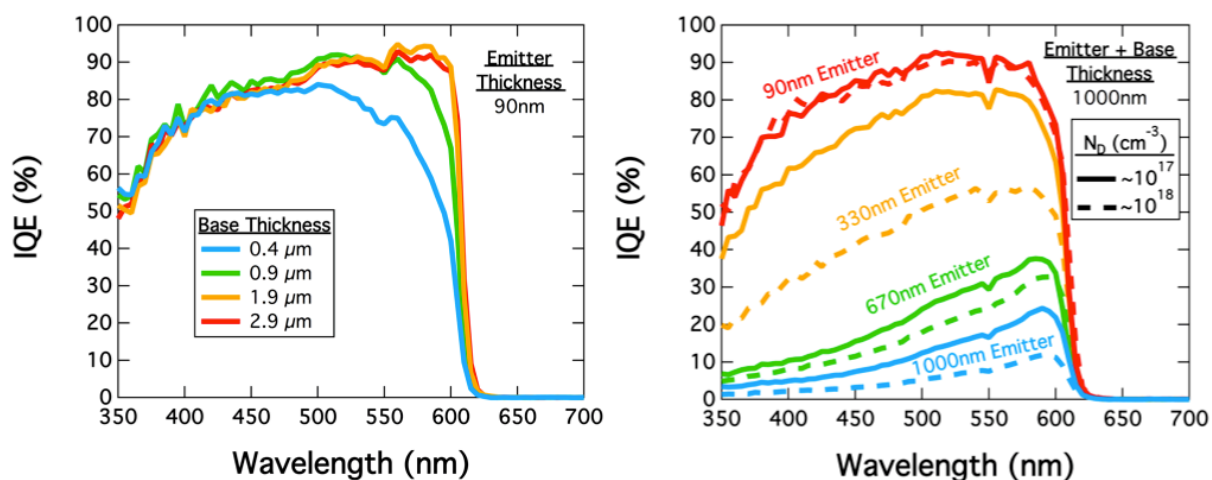 IQE (%)
100
90
80
70
60
50
40
30
20
10
0
350 400 450 500 550 600 650 700
Wavelength (nm)
Emitter
Thickness
90nm
Base Thickness
0.4 µm
0.9 µm
1.9 µm
2.9 µm
IQE (%)
100
90
80
70
60
50
40
30
20
10
0
350 400 450 500 550 600 650 700
Wavelength (nm)
90nm Emitter
330nm Emitter
670nm Emitter
1000nm Emitter
Emitter + Base
Thickness
1000nm
N_D (cm⁻³)
~10¹⁷
~10¹⁸